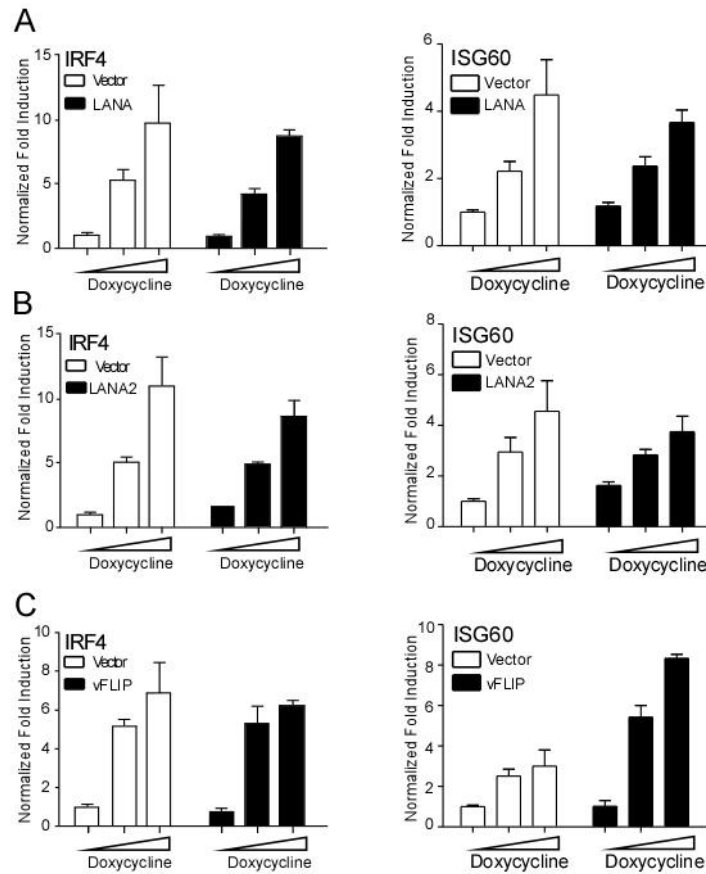 A
IRF4
Vector
LANA
Normalized Fold Induction
15
10
5
0
Doxycycline
Doxycycline
ISG60
Vector
LANA
Normalized Fold Induction
6
4
2
0
Doxycycline
Doxycycline
B
IRF4
Vector
LANA2
Normalized Fold Induction
15
10
5
0
Doxycycline
Doxycycline
ISG60
Vector
LANA2
Normalized Fold Induction
8
6
4
2
0
Doxycycline
Doxycycline
C
IRF4
Vector
vFLIP
Normalized Fold Induction
10
8
6
4
2
0
Doxycycline
Doxycycline
ISG60
Vector
vFLIP
Normalized Fold Induction
10
8
6
4
2
0
Doxycycline
Doxycycline